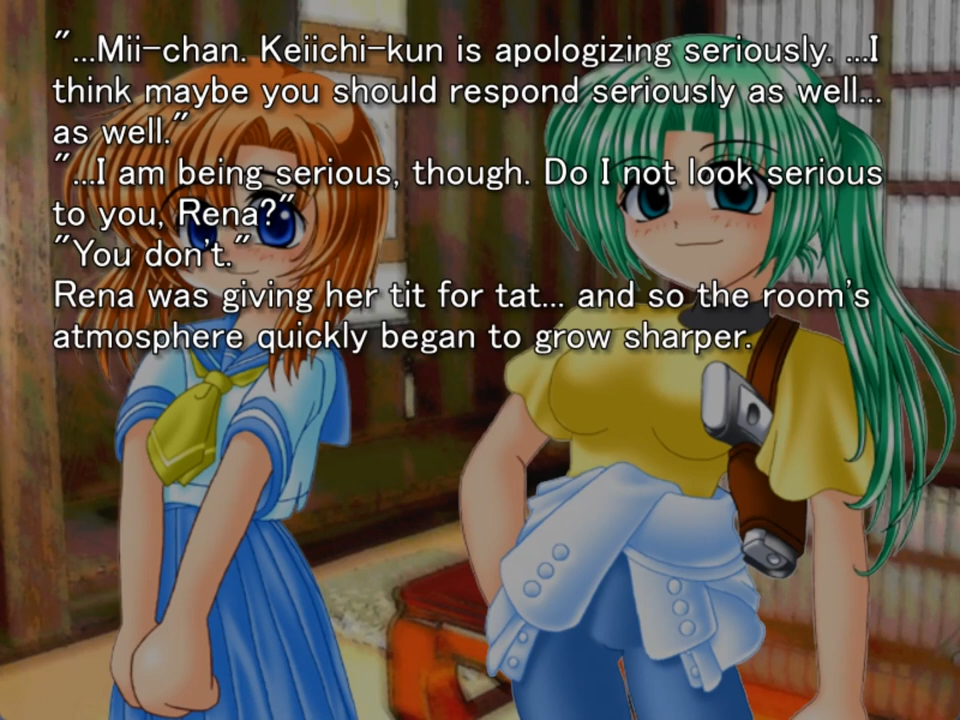 "...Mii-chan. Keiichi-kun is apologizing seriously. ...I
think maybe you should respond seriously as well...
as well."
"...I am being serious, though. Do I not look serious
to you, Rena?"
"You don't."
Rena was giving her tit for tat... and so the room's
atmosphere quickly began to grow sharper.